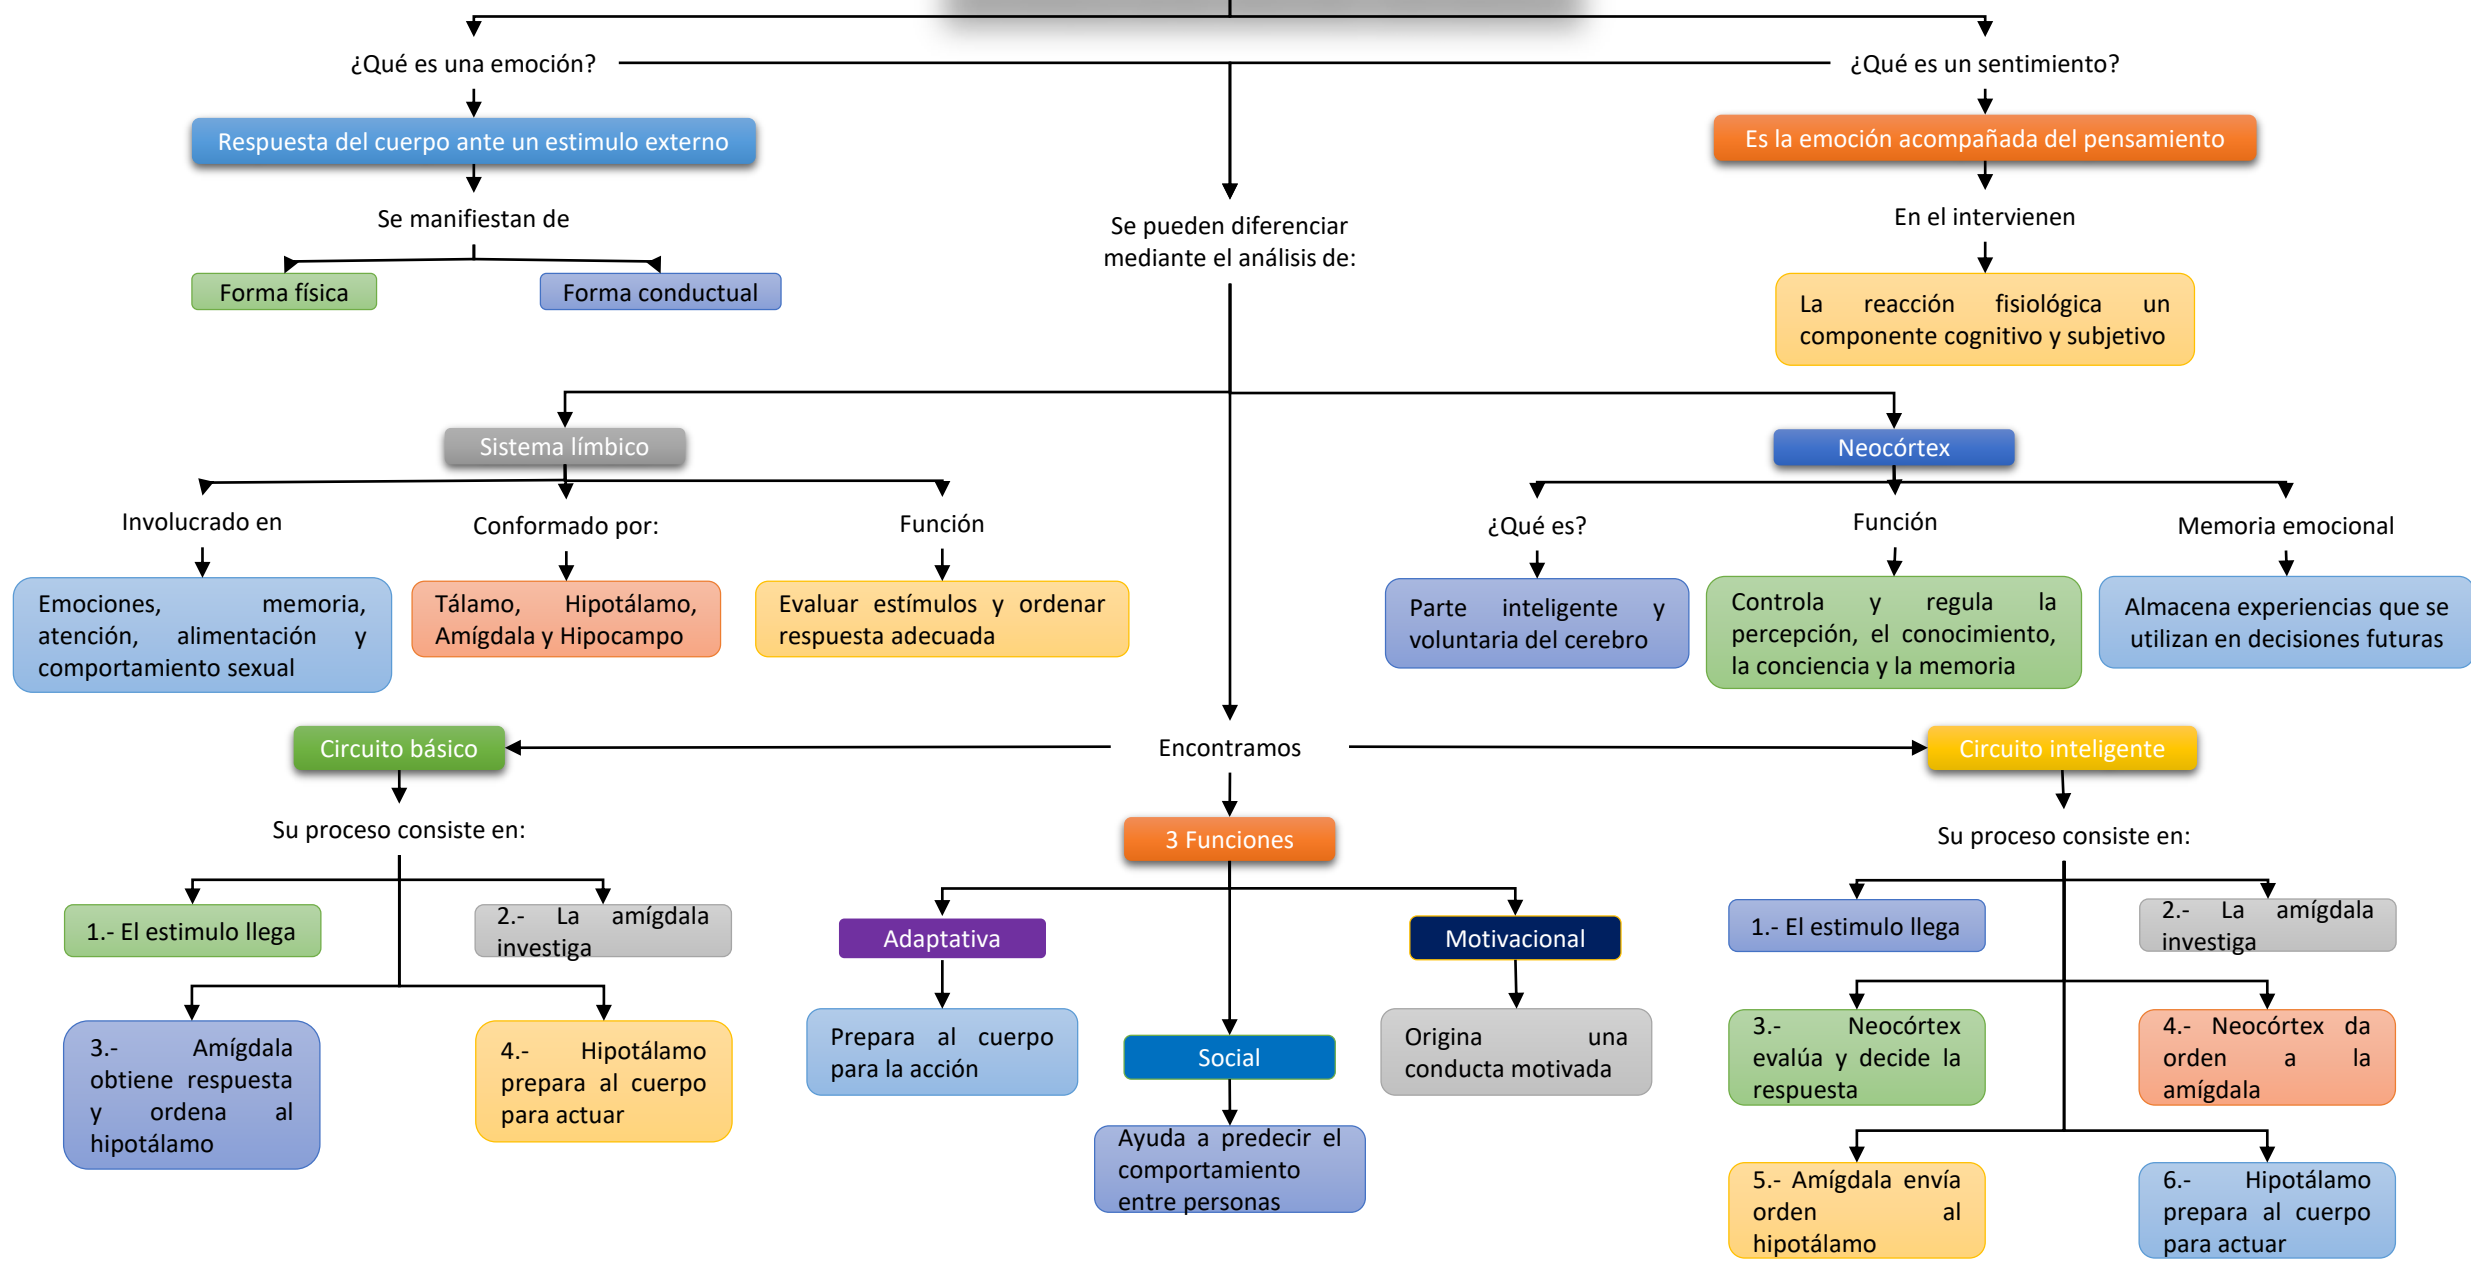 ¿Qué es una emoción?
¿Qué es un sentimiento?
Respuesta del cuerpo ante un estimulo externo
Es la emoción acompañada del pensamiento
Se manifiestan de
Se pueden diferenciar
mediante el análisis de:
En el intervienen
Forma física
Forma conductual
La reacción fisiológica un
componente cognitivo y subjetivo
Sistema límbico
Neocórtex
Involucrado en
Conformado por:
Función
¿Qué es?
Función
Memoria emocional
Emociones, memoria,
atención, alimentación y
comportamiento sexual
Tálamo, Hipotálamo,
Amígdala y Hipocampo
Evaluar estímulos y ordenar
respuesta adecuada
Parte inteligente y
voluntaria del cerebro
Controla y regula la
percepción, el conocimiento,
la conciencia y la memoria
Almacena experiencias que se
utilizan en decisiones futuras
Circuito básico
Encontramos
Circuito inteligente
Su proceso consiste en:
3 Funciones
Su proceso consiste en:
1.- El estimulo llega
2.- La amígdala
investiga
Adaptativa
Motivacional
1.- El estimulo llega
2.- La amígdala
investiga
3.- Amígdala
obtiene respuesta
y ordena al
hipotálamo
4.- Hipotálamo
prepara al cuerpo
para actuar
Prepara al cuerpo
para la acción
Social
Origina una
conducta motivada
3.- Neocórtex
evalúa y decide la
respuesta
4.- Neocórtex da
orden a la
amígdala
Ayuda a predecir el
comportamiento
entre personas
5.- Amígdala envía
orden al
hipotálamo
6.- Hipotálamo
prepara al cuerpo
para actuar